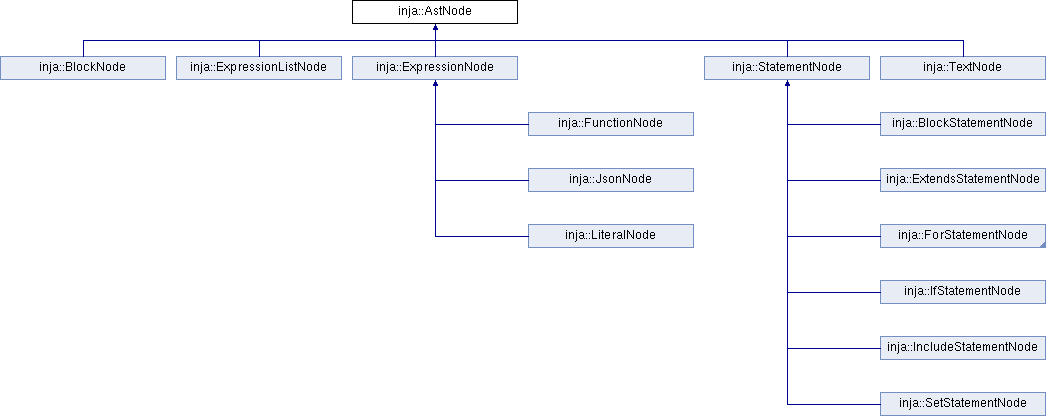 inja::AstNode
inja::BlockNode
inja::ExpressionListNode
inja::ExpressionNode
inja::StatementNode
inja::TextNode
inja::FunctionNode
inja::BlockStatementNode
inja::JsonNode
inja::ExtendsStatementNode
inja::LiteralNode
inja::ForStatementNode
inja::IfStatementNode
inja::IncludeStatementNode
inja::SetStatementNode